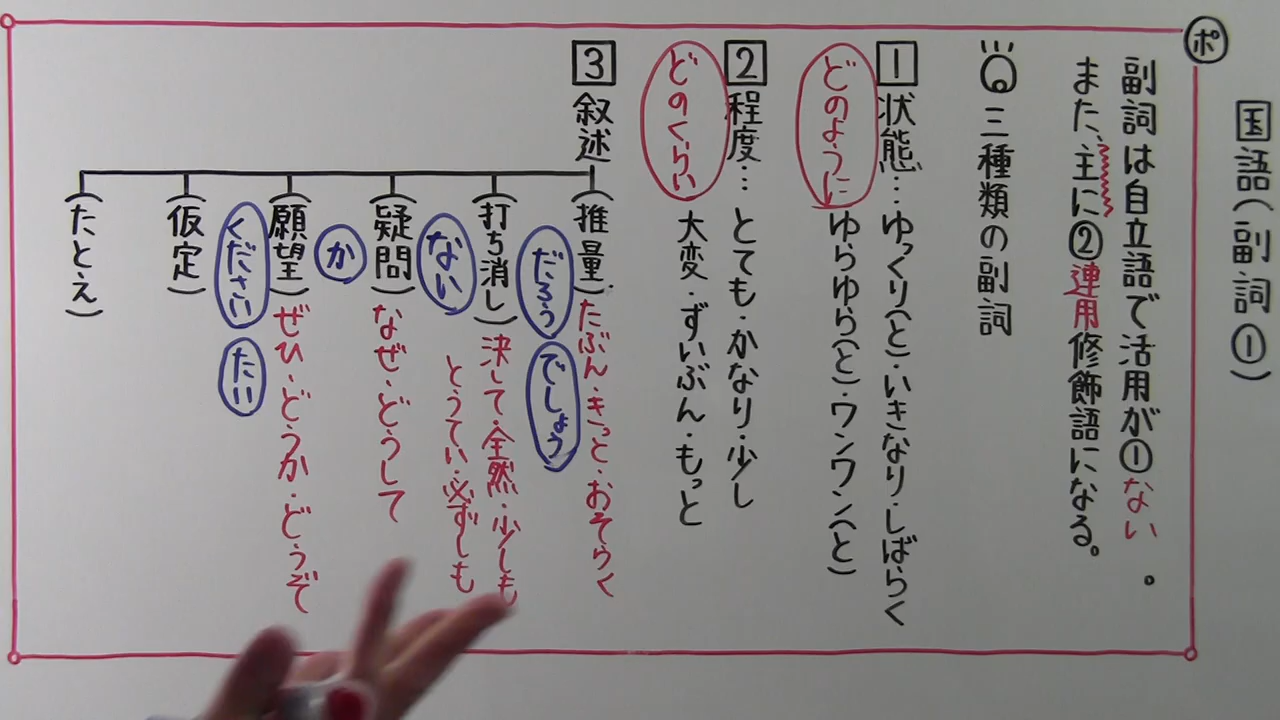 国語(副詞①)
ポ
副詞は自立語で活用が①ない。
また、主に②連用修飾語になる。
三種類の副詞
1 状態…ゆっくり(と)・いきなり・しばらく
どのように
ゆらゆら(と)・ワンワン(と)
2 程度…とても・かなり・少し
どのくらい
大変・ずいぶん・もっと
3 叙述
(推量)たぶん・きっと・おそらく
だろう でしょう
(打ち消し)決して・全然・少しも
とうてい・必ずしも
ない
(疑問)なぜ・どうして
か
(願望)ぜひ・どうか・どうぞ
ください たい
(仮定)
(たとえ)